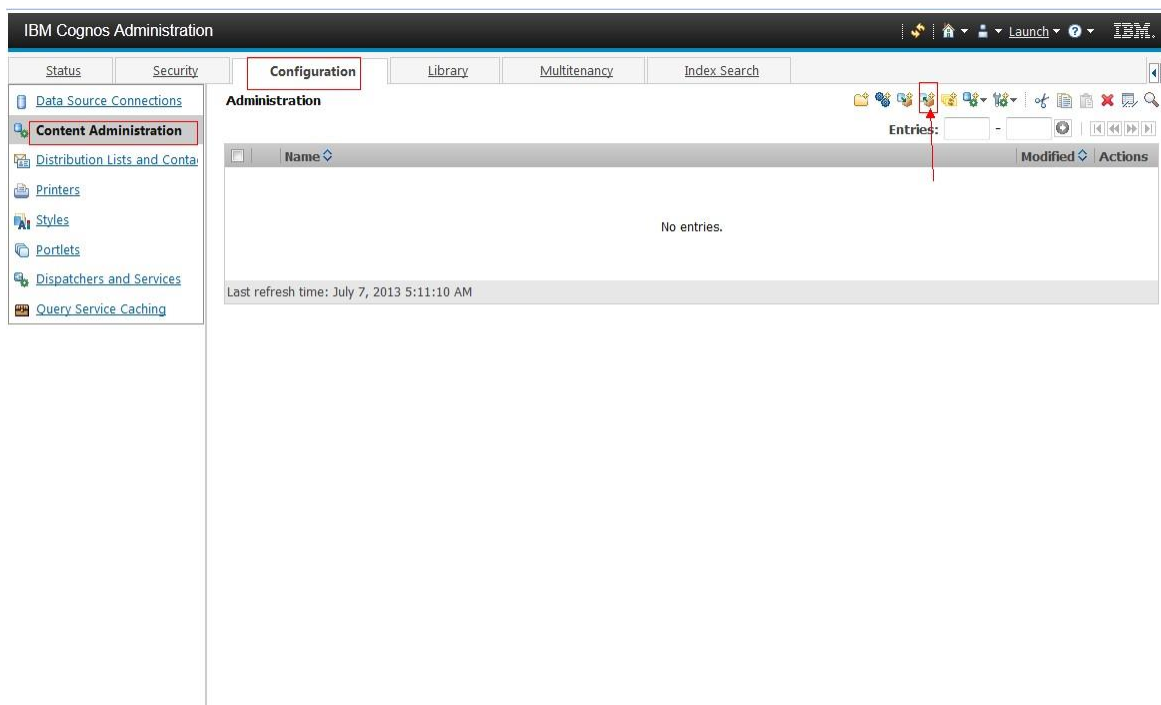 IBM Cognos Administration
Launch
IBM.
Status
Security
Configuration
Library
Multitenancy
Index Search
Data Source Connections
Content Administration
Distribution Lists and Conta
Printers
Styles
Portlets
Dispatchers and Services
Query Service Caching
Administration
Entries: -
Name
Modified
Actions
No entries.
Last refresh time: July 7, 2013 5:11:10 AM